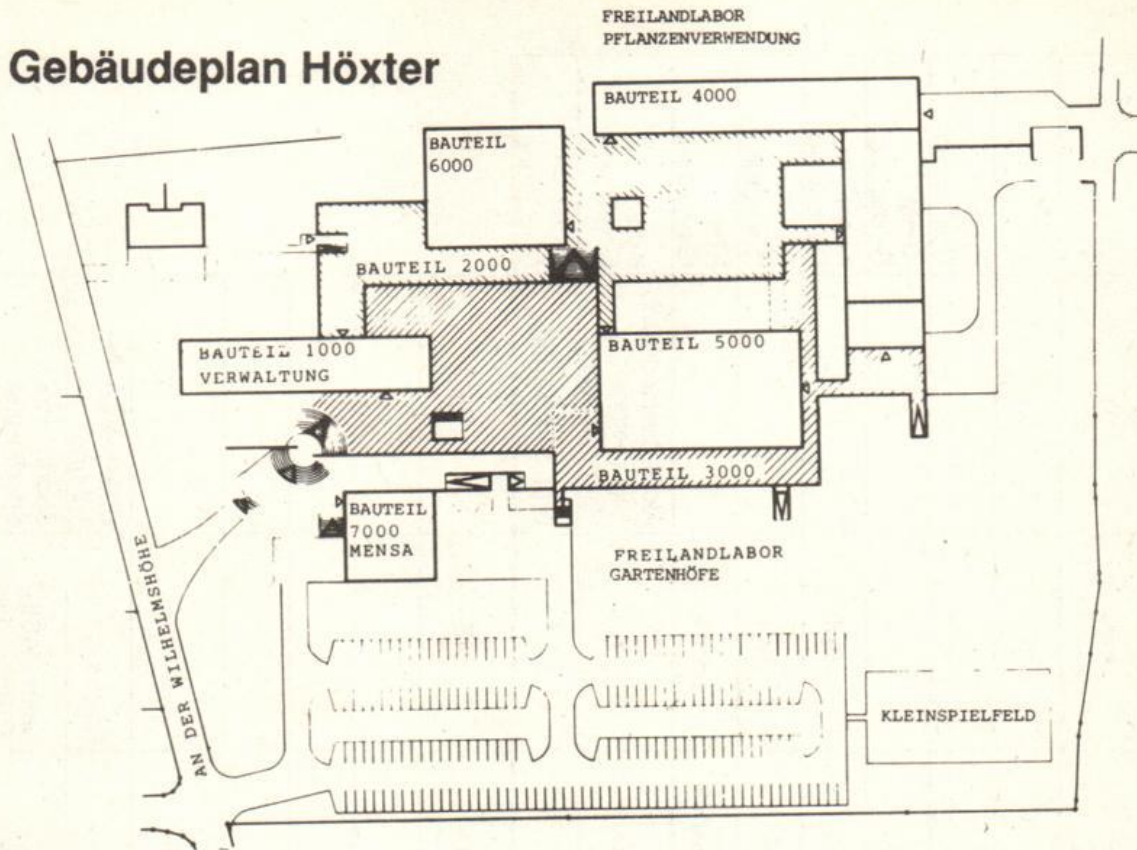 FREILANDLABOR
PFLANZENVERWENDUNG
Gebäudeplan Höxter
BAUTEIL 4000
BAUTEIL
6000
BAUTEIL 2000
BAUTEIL 1000
VERWALTUNG
BAUTEIL 5000
BAUTEIL 3000
BAUTEIL
7000
MENSA
FREILANDLABOR
GARTENHÖFE
AN DER WILHELMSHÖHE
KLEINSPIELFELD